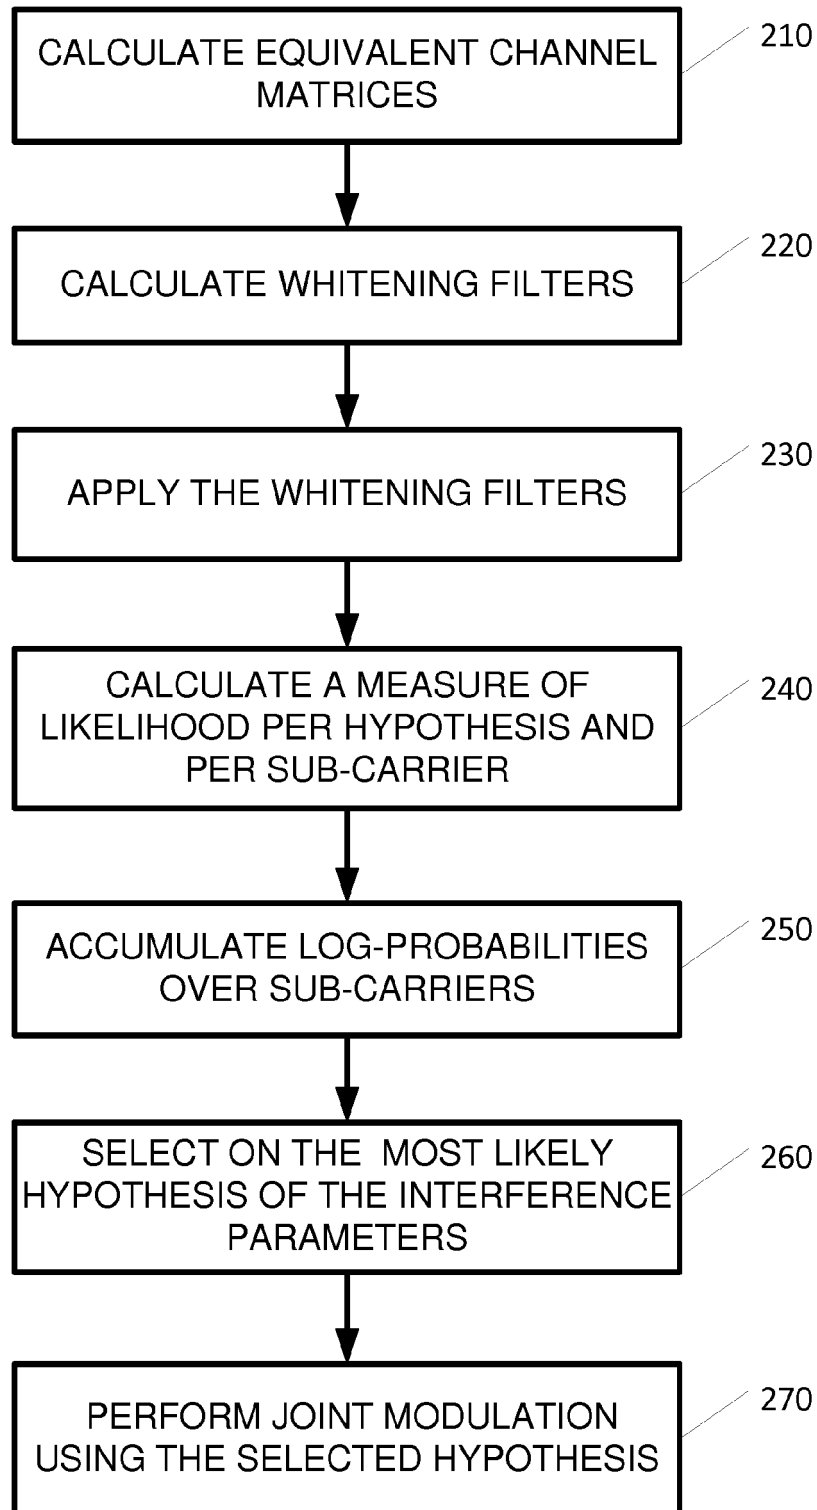 CALCULATE EQUIVALENT CHANNEL
MATRICES
210
CALCULATE WHITENING FILTERS
220
APPLY THE WHITENING FILTERS
230
CALCULATE A MEASURE OF
LIKELIHOOD PER HYPOTHESIS AND
PER SUB-CARRIER
240
ACCUMULATE LOG-PROBABILITIES
OVER SUB-CARRIERS
250
SELECT ON THE MOST LIKELY
HYPOTHESIS OF THE INTERFERENCE
PARAMETERS
260
PERFORM JOINT MODULATION
USING THE SELECTED HYPOTHESIS
270